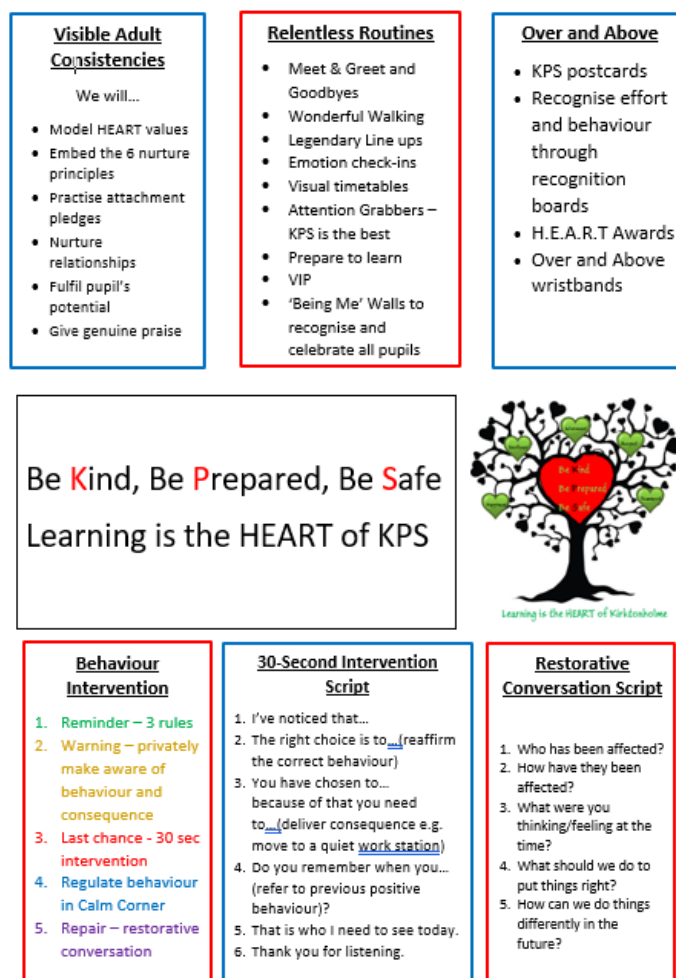 Visible Adult
Consistencies
We will…
• Model HEART values
• Embed the 6 nurture
principles
• Practise attachment
pledges
• Nurture
relationships
• Fulfil pupil’s
potential
• Give genuine praise
Relentless Routines
• Meet & Greet and
Goodbyes
• Wonderful Walking
• Legendary Line ups
• Emotion check-ins
• Visual timetables
• Attention Grabbers –
KPS is the best
• Prepare to learn
• VIP
• ‘Being Me’ Walls to
recognise and
celebrate all pupils
Over and Above
• KPS postcards
• Recognise effort
and behaviour
through
recognition
boards
• H.E.A.R.T Awards
• Over and Above
wristbands
Be Kind, Be Prepared, Be Safe
Learning is the HEART of KPS
Be Kind
Be Prepared
Be Safe
Learning is the HEART of Kirktonholme
Behaviour
Intervention
1. Reminder – 3 rules
2. Warning – privately
make aware of
behaviour and
consequence
3. Last chance - 30 sec
intervention
4. Regulate behaviour
in Calm Corner
5. Repair – restorative
conversation
30-Second Intervention
Script
1. I’ve noticed that…
2. The right choice is to…(reaffirm
the correct behaviour)
3. You have chosen to…
because of that you need
to…(deliver consequence e.g.
move to a quiet work station)
4. Do you remember when you…
(refer to previous positive
behaviour)?
5. That is who I need to see today.
6. Thank you for listening.
Restorative
Conversation Script
1. Who has been affected?
2. How have they been
affected?
3. What were you
thinking/feeling at the
time?
4. What should we do to
put things right?
5. How can we do things
differently in the
future?